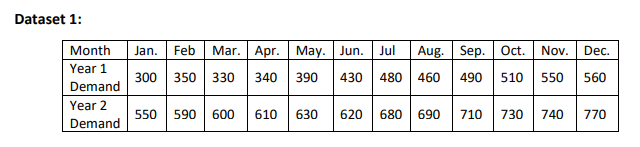 Dataset 1:
Month Jan. Feb Mar. Apr. May. Jun. Jul Aug. Sep. Oct. Nov. Dec.
Year 1 Demand 300 350 330 340 390 430 480 460 490 510 550 560
Year 2 Demand 550 590 600 610 630 620 680 690 710 730 740 770